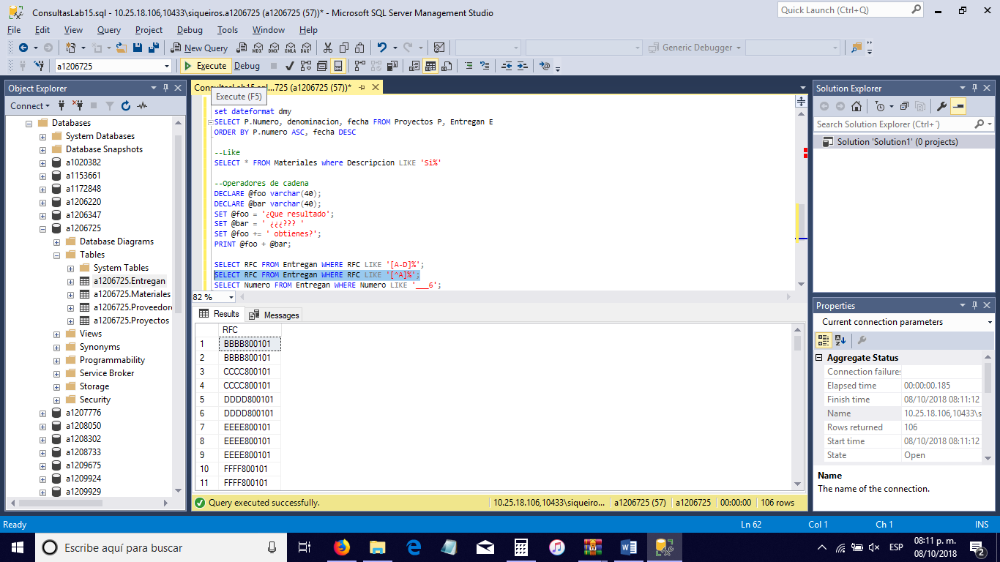 ConsultasLab15.sql - 10.25.18.106,10433\siqueiros.a1206725 (a1206725 (57))* - Microsoft SQL Server Management Studio
Quick Launch (Ctrl+Q)
File Edit View Query Project Debug Tools Window Help
New Query MDX DMX XMLA DAX Generic Debugger
a1206725 Execute Debug
Object Explorer
Connect
Databases
System Databases
Database Snapshots
a1020382
a1153661
a1172848
a1206220
a1206347
a1206725
Database Diagrams
Tables
System Tables
a1206725.Entregan
a1206725.Materiales
a1206725.Proveedore
a1206725.Proyectos
Views
Synonyms
Programmability
Service Broker
Storage
Security
a1207776
a1208050
a1208302
a1208733
a1209675
a1209924
a1209929
ConsultasLab15.sql...725 (a1206725 (57))*
Execute (F5)
set dateformat dmy
SELECT P.Numero, denominacion, fecha FROM Proyectos P, Entregan E
ORDER BY P.numero ASC, fecha DESC
--Like
SELECT * FROM Materiales where Descripcion LIKE 'Si%'
--Operadores de cadena
DECLARE @foo varchar(40);
DECLARE @bar varchar(40);
SET @foo = '¿Que resultado';
SET @bar = ' ¿¿¿??? '
SET @foo += ' obtienes?';
PRINT @foo + @bar;
SELECT RFC FROM Entregan WHERE RFC LIKE '[A-D]%';
SELECT RFC FROM Entregan WHERE RFC LIKE '[^A]%';
SELECT Numero FROM Entregan WHERE Numero LIKE '___6';
82 %
Results Messages
RFC
1 BBBB800101
2 BBBB800101
3 CCCC800101
4 CCCC800101
5 DDDD800101
6 DDDD800101
7 EEEE800101
8 EEEE800101
9 EEEE800101
10 FFFF800101
11 FFFF800101
Query executed successfully. 10.25.18.106,10433\siqueiro... a1206725 (57) a1206725 00:00:00 106 rows
Solution Explorer
Search Solution Explorer (Ctrl+´)
Solution 'Solution1' (0 projects)
Properties
Current connection parameters
Aggregate Status
Connection failures
Elapsed time 00:00:00.185
Finish time 08/10/2018 08:11:12
Name 10.25.18.106,10433\s
Rows returned 106
Start time 08/10/2018 08:11:12
State Open
Name
The name of the connection.
Ready Ln 62 Col 1 Ch 1 INS
Escribe aquí para buscar
ESP 08:11 p. m.
08/10/2018
2